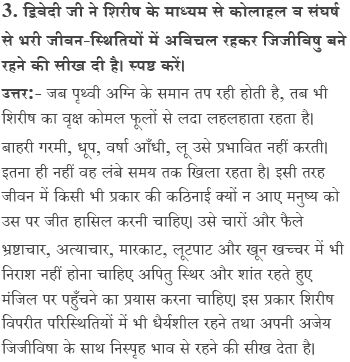 3. द्विवेदी जी ने शिरीष के माध्यम से कोलाहल व संघर्ष
से भरी जीवन-स्थितियों में अविचल रहकर जिजीविषु बने
रहने की सीख दी है। स्पष्ट करें।
उत्तर:- जब पृथ्वी अग्नि के समान तप रही होती है, तब भी
शिरीष का वृक्ष कोमल फूलों से लदा लहलहाता रहता है।
बाहरी गरमी, धूप, वर्षा आँधी, लू उसे प्रभावित नहीं करती।
इतना ही नहीं वह लंबे समय तक खिला रहता है। इसी तरह
जीवन में किसी भी प्रकार की कठिनाई क्यों न आए मनुष्य को
उस पर जीत हासिल करनी चाहिए। उसे चारों और फैले
भ्रष्टाचार, अत्याचार, मारकाट, लूटपाट और खून खच्चर में भी
निराश नहीं होना चाहिए अपितु स्थिर और शांत रहते हुए
मंजिल पर पहुँचने का प्रयास करना चाहिए। इस प्रकार शिरीष
विपरीत परिस्थितियों में भी धैर्यशील रहने तथा अपनी अजेय
जिजीविषा के साथ निस्पृह भाव से रहने की सीख देता है।